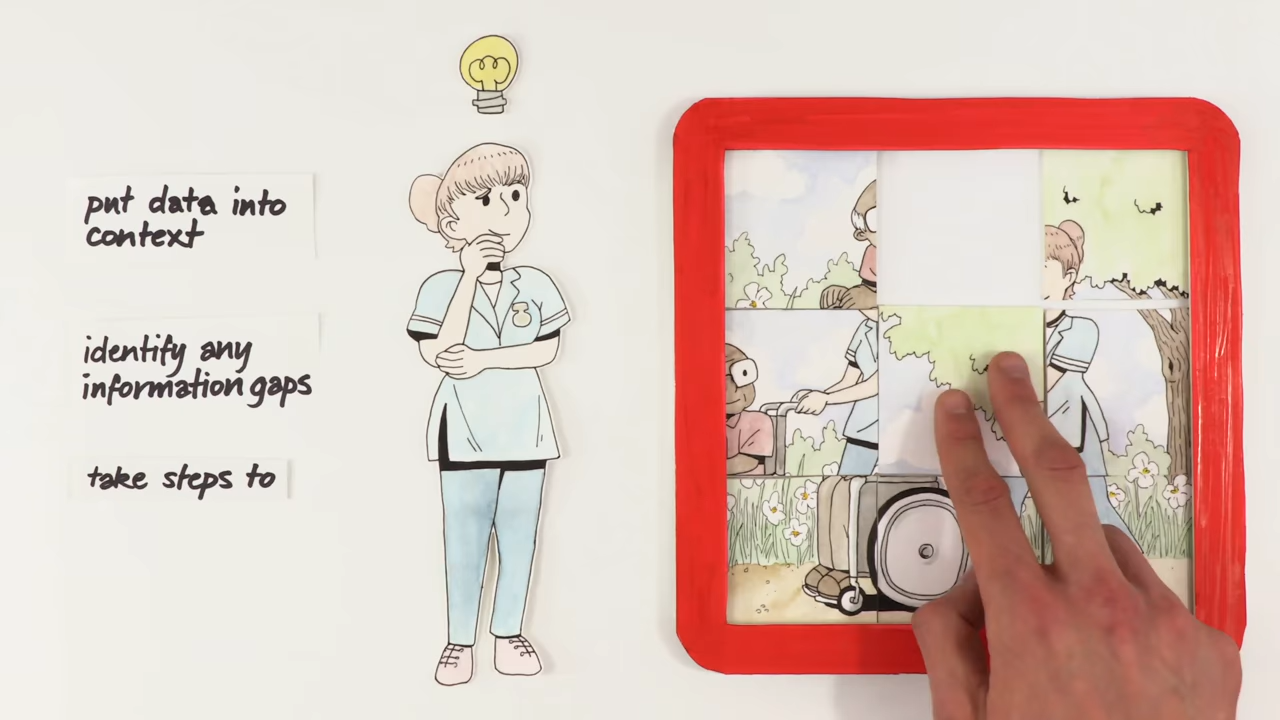 put data into
context
identify any
information gaps
take steps to